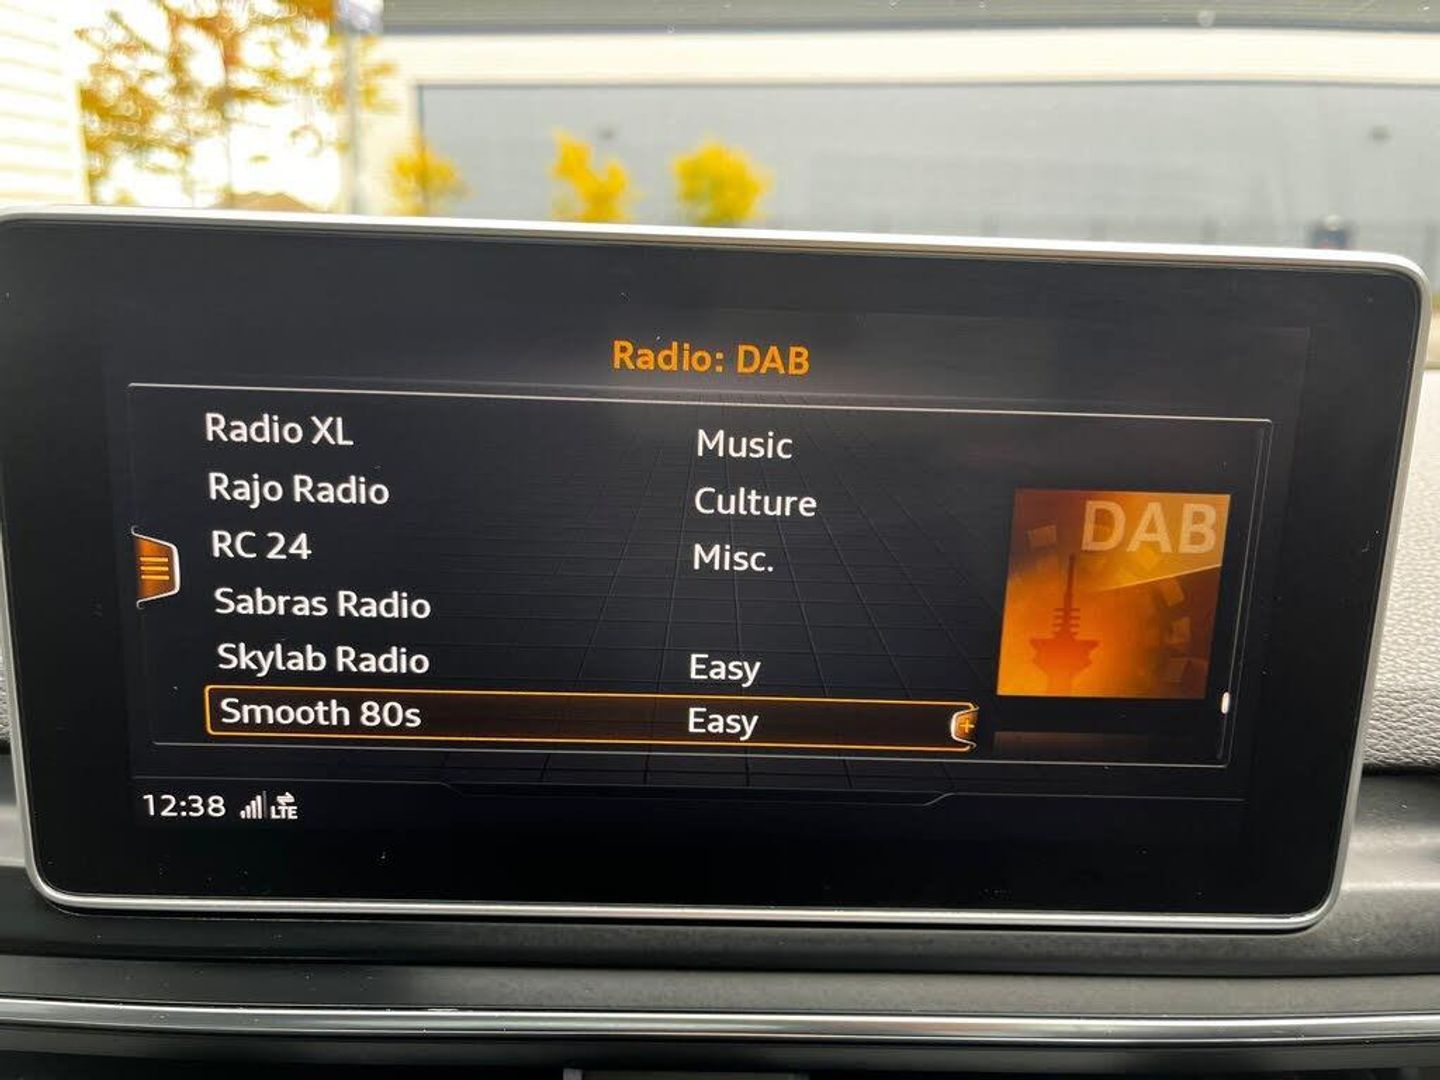 Radio: DAB
Radio XL Music
Rajo Radio Culture
RC 24 Misc.
Sabras Radio
Skylab Radio Easy
Smooth 80s Easy
DAB
12:38 LTE